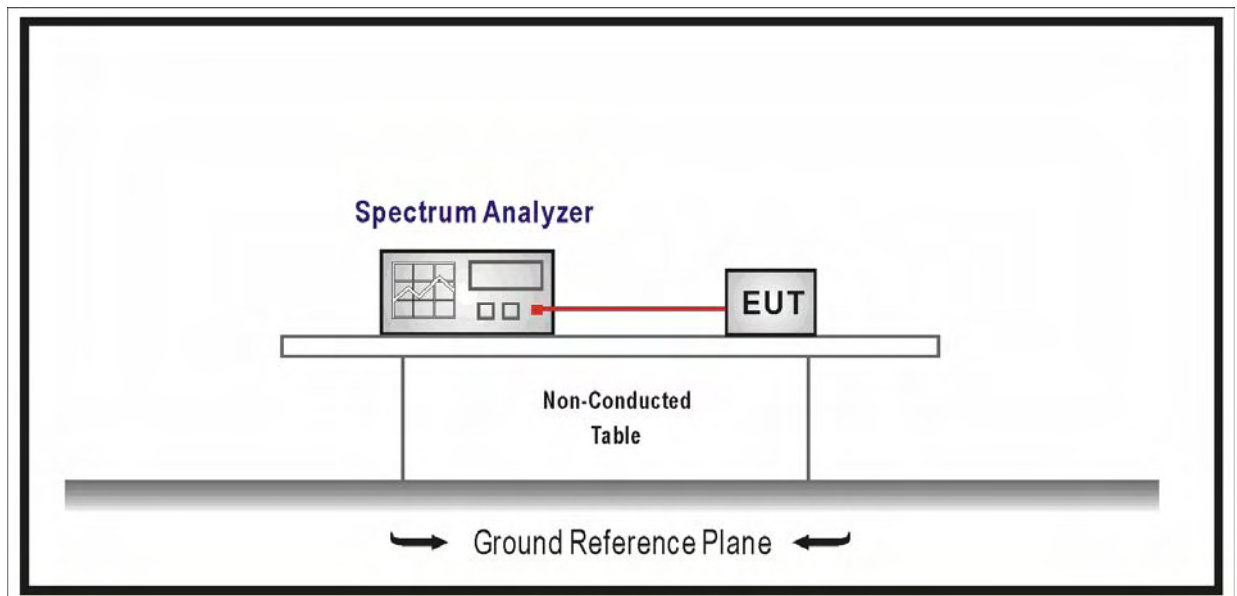 Spectrum Analyzer
EUT
Non-Conducted
Table
Ground Reference Plane